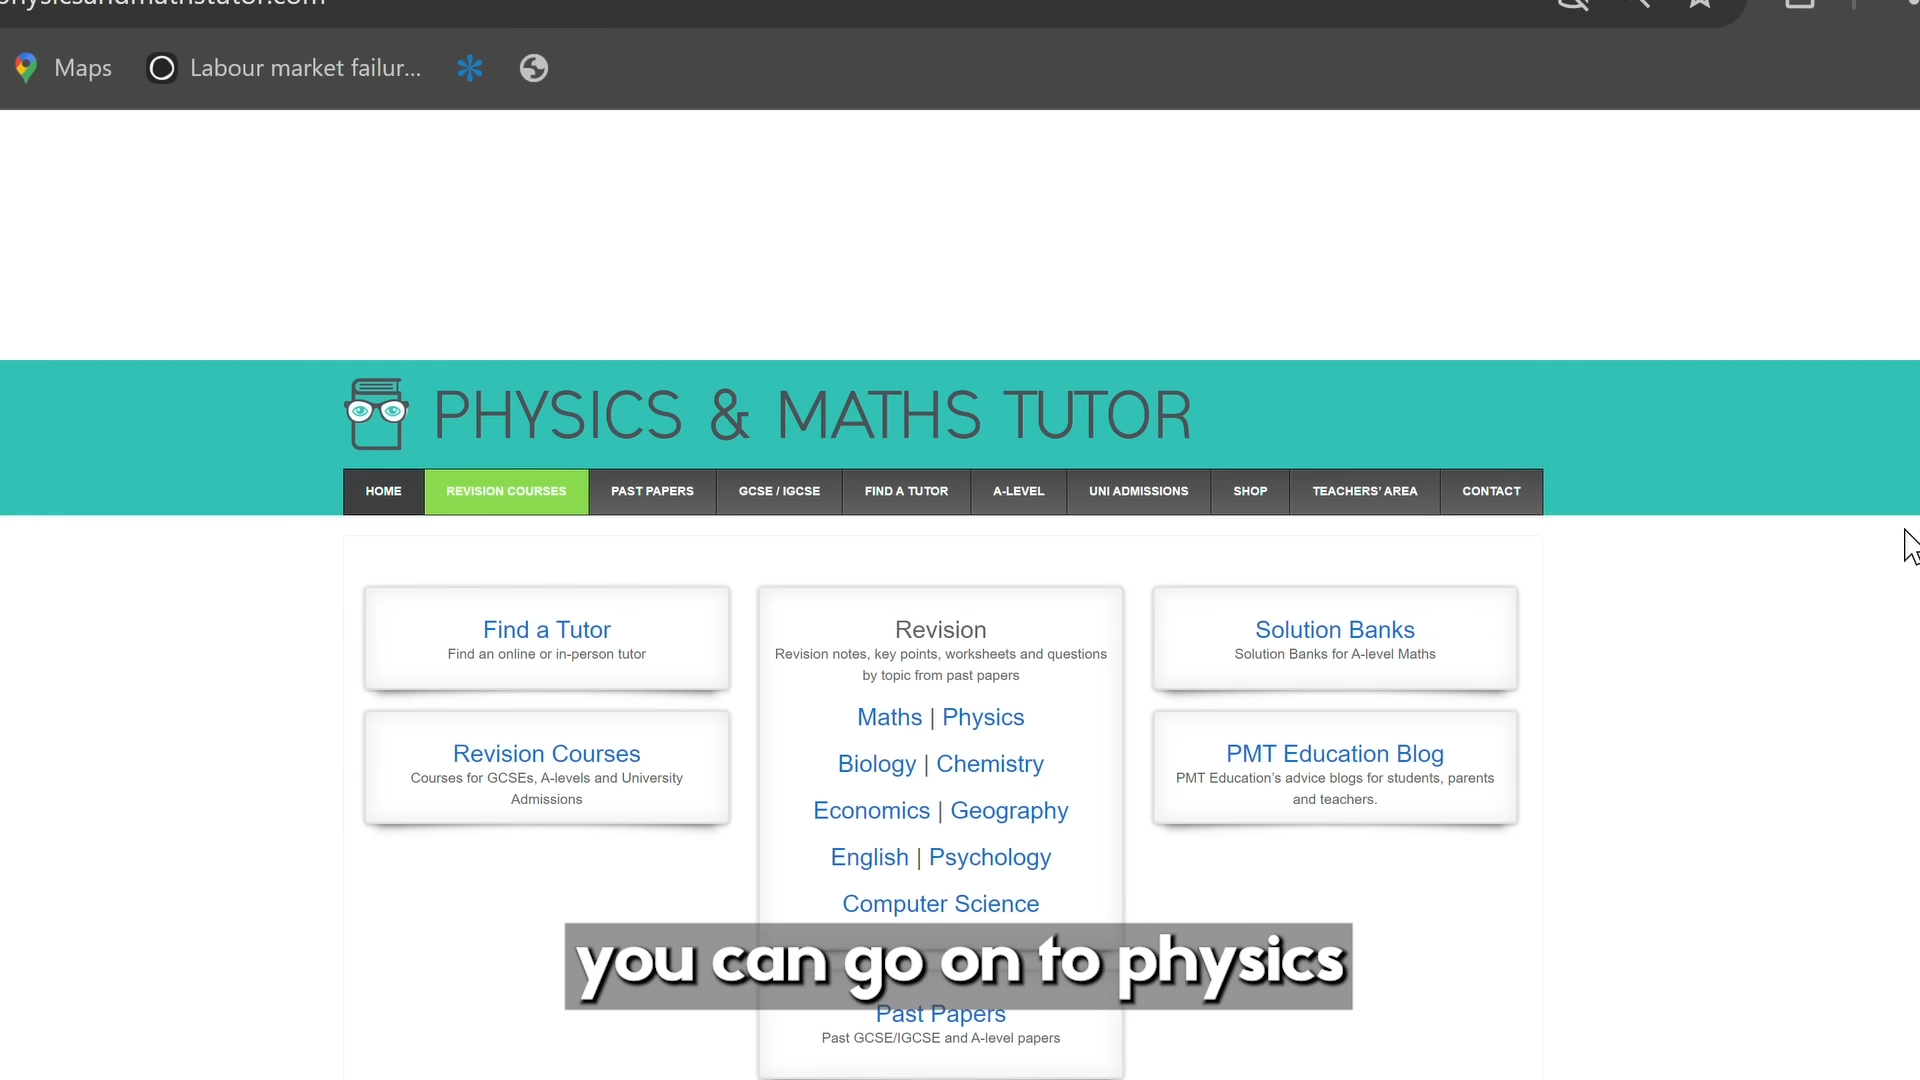 physicsandmathstutor.com
Maps
Labour market failur...
PHYSICS & MATHS TUTOR
HOME
REVISION COURSES
PAST PAPERS
GCSE / IGCSE
FIND A TUTOR
A-LEVEL
UNI ADMISSIONS
SHOP
TEACHERS' AREA
CONTACT
Find a Tutor
Find an online or in-person tutor
Revision Courses
Courses for GCSEs, A-levels and University
Admissions
Revision
Revision notes, key points, worksheets and questions
by topic from past papers
Maths | Physics
Biology | Chemistry
Economics | Geography
English | Psychology
Computer Science
Past Papers
Past GCSE/IGCSE and A-level papers
Solution Banks
Solution Banks for A-level Maths
PMT Education Blog
PMT Education's advice blogs for students, parents
and teachers.
you can go on to physics